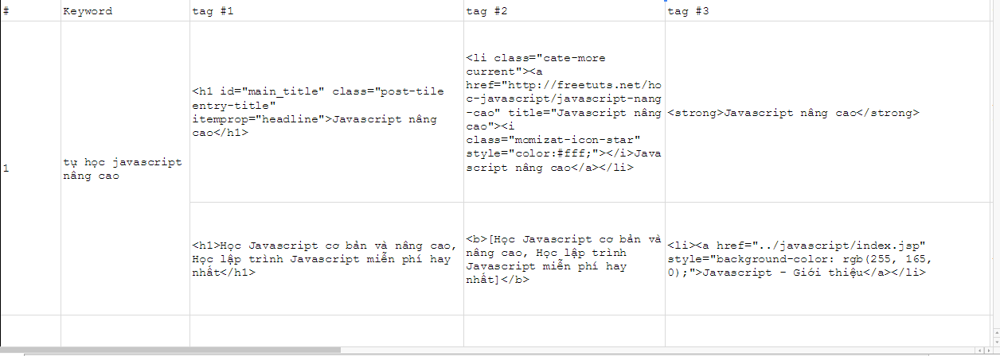 #
Keyword
tag #1
tag #2
tag #3
1
tự học javascript
nâng cao
<h1 id="main_title" class="post-tile
entry-title"
itemprop="headline">Javascript nâng
cao</h1>
<li class="cate-more
current"><a
href="http://freetuts.net/ho
c-javascript/javascript-nang
-cao" title="Javascript nâng
cao"><i
class="momizat-icon-star"
style="color:#fff;"></i>Java
script nâng cao</a></li>
<strong>Javascript nâng cao</strong>
<h1>Học Javascript cơ bản và nâng cao,
Học lập trình Javascript miễn phí hay
nhất</h1>
<b>[Học Javascript cơ bản và
nâng cao, Học lập trình
Javascript miễn phí hay
nhất]</b>
<li><a href="../javascript/index.jsp"
style="background-color: rgb(255, 165,
0);">Javascript - Giới thiệu</a></li>